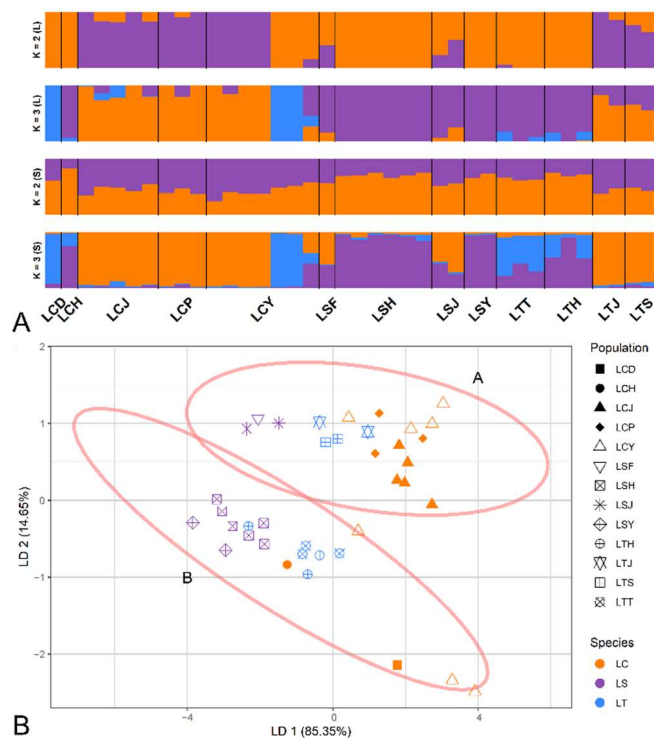 K = 2 (L)
K = 3 (L)
K = 2 (S)
K = 3 (S)
LCD LCH LCJ LCP LCY LSF LSH LSJ LSY LTT LTH LTJ LTS
A
2
1
0
-1
-2
LD 2 (14.65%)
A
B
-4 0 4
LD 1 (85.35%)
B
Population
LCD
LCH
LCJ
LCP
LCY
LSF
LSH
LSJ
LSY
LTH
LTJ
LTS
LTT
Species
LC
LS
LT